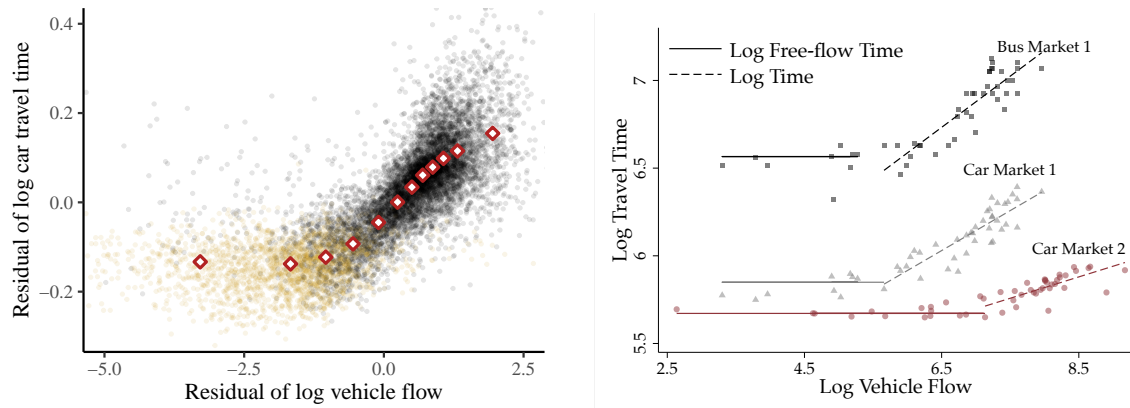 Residual of log car travel time
0.4
0.2
0.0
−0.2
−5.0
−2.5
0.0
2.5
Residual of log vehicle flow
Log Travel Time
7
6.5
6
5.5
Log Free-flow Time
Log Time
Bus Market 1
Car Market 1
Car Market 2
2.5
4.5
6.5
8.5
Log Vehicle Flow